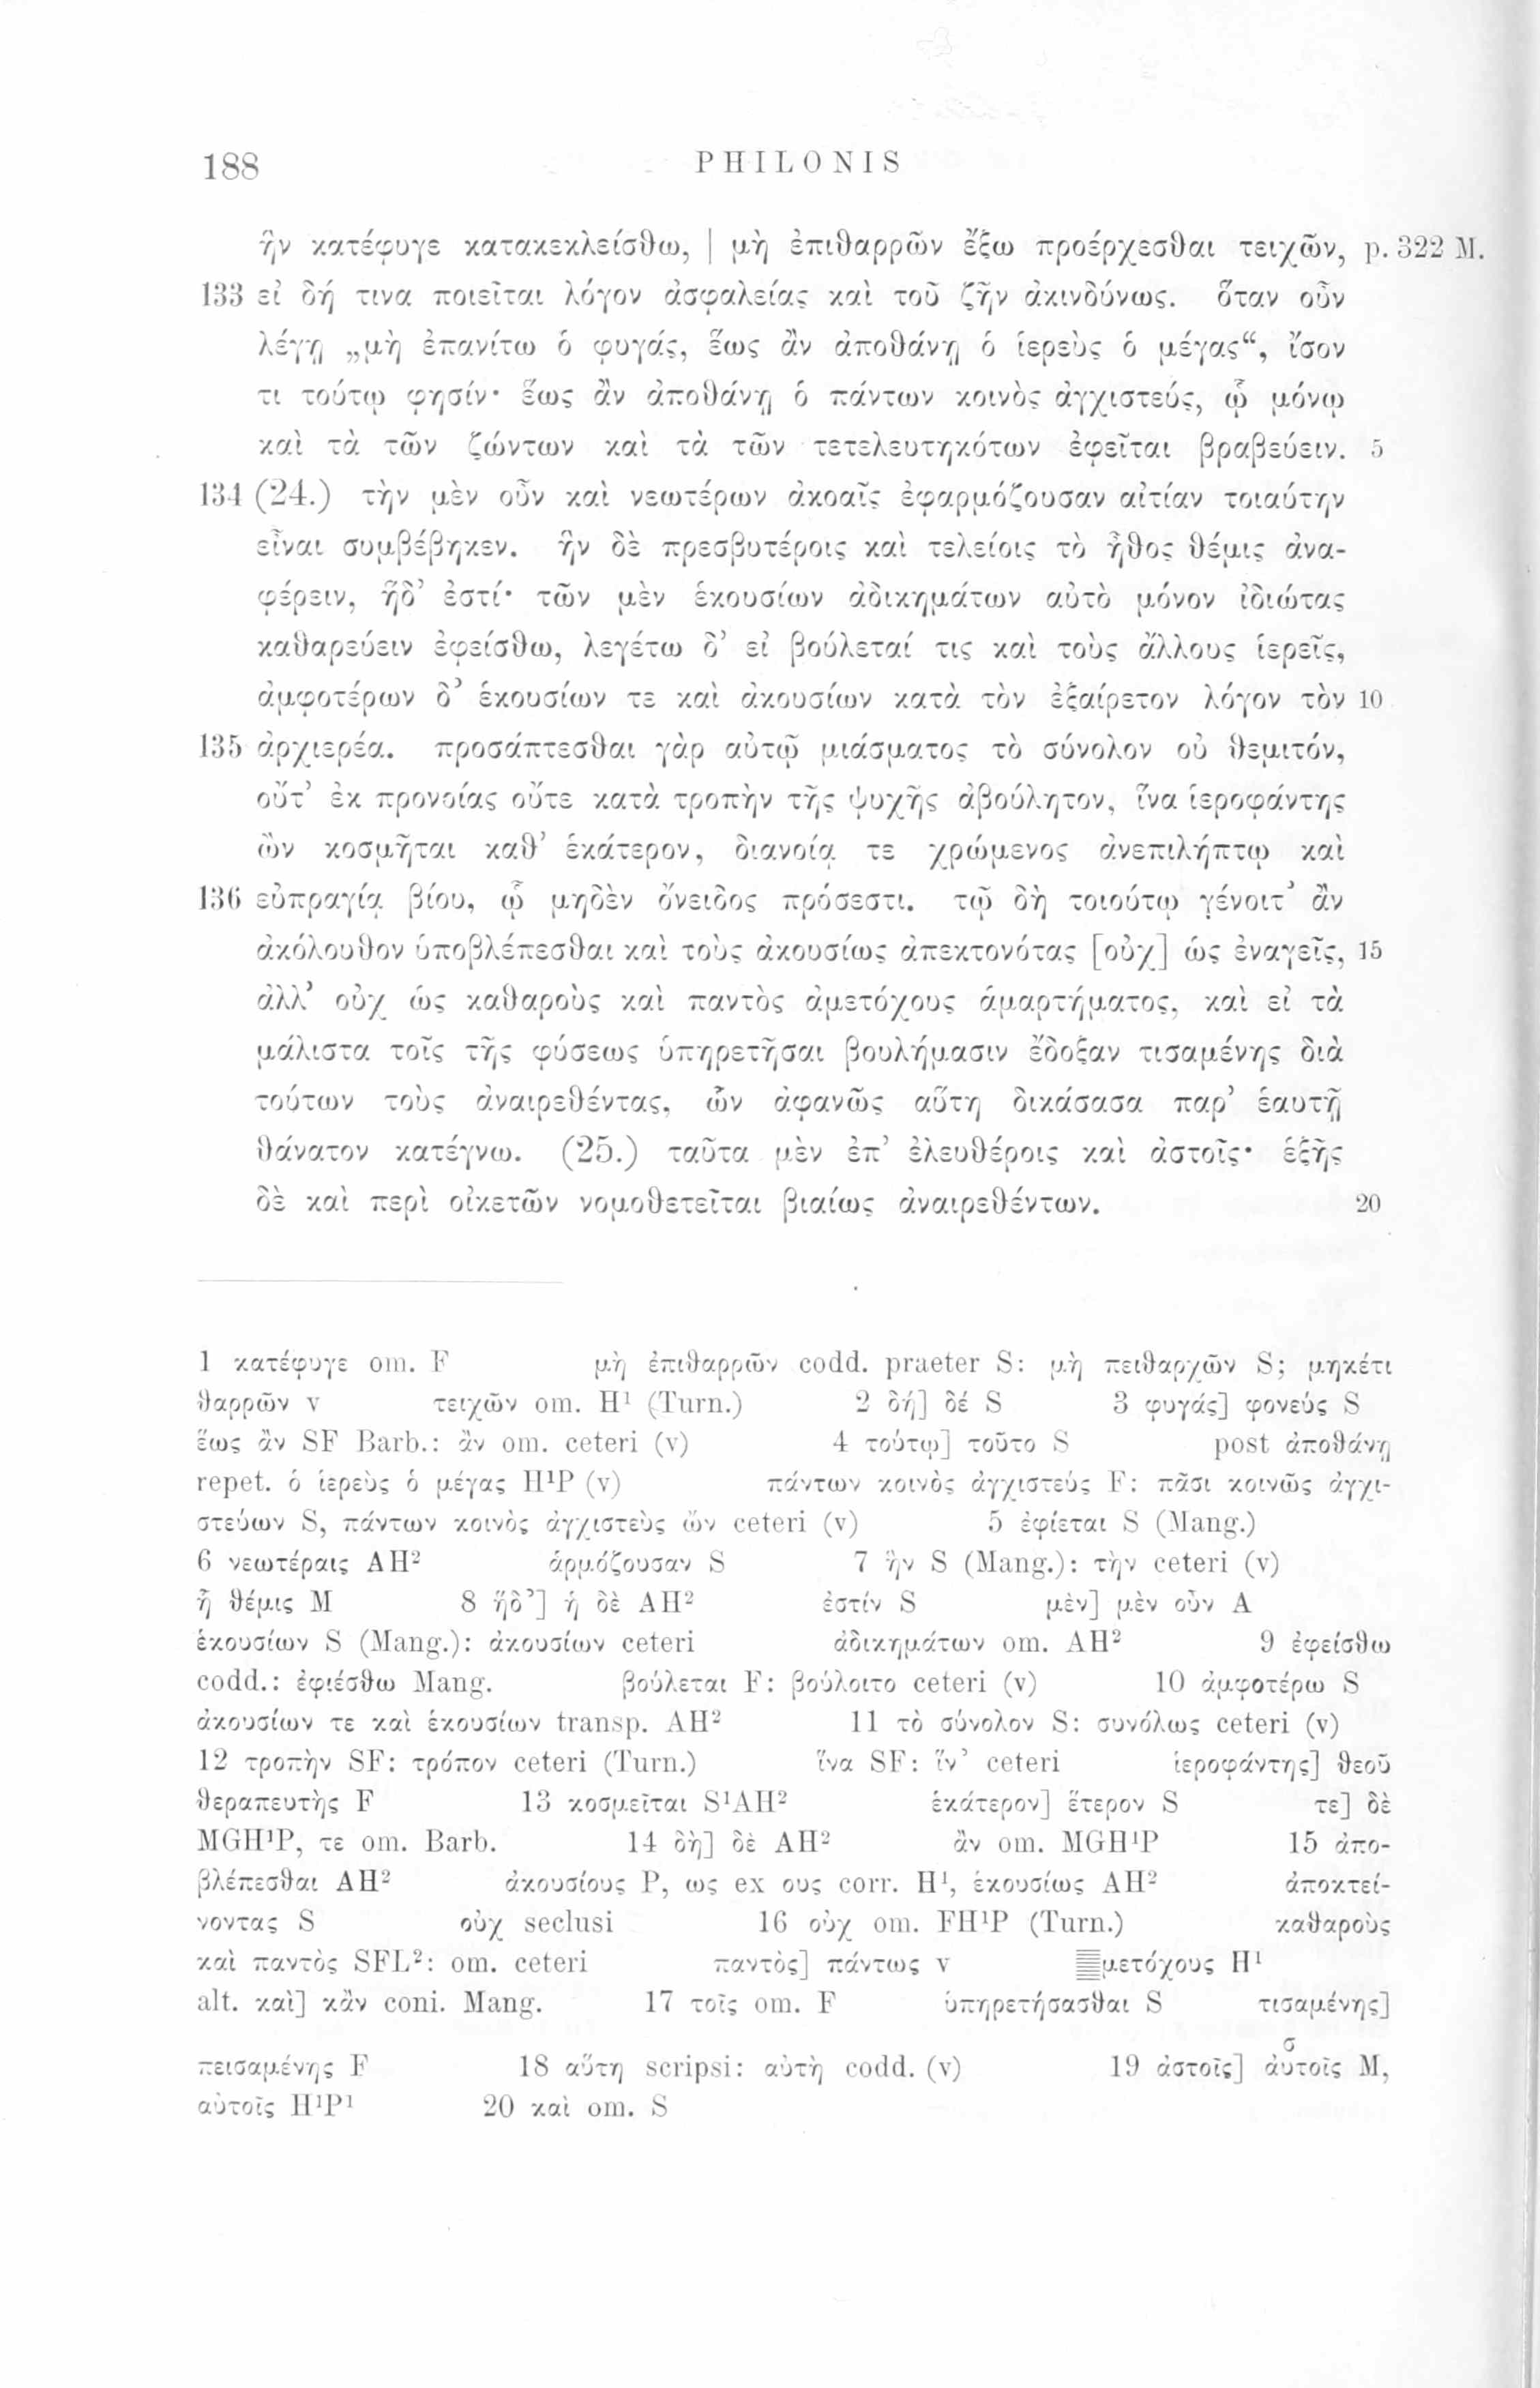 188 PHILONIS
ἣν κατέφυγε κατακεκλείσθω, | μὴ ἐπιθαρρῶν ἔξω προέρχεσθαι τειχῶν, p. 322 M.
133 εἰ δή τινα ποιεῖται λόγον ἀσφαλείας καὶ τοῦ ζῆν ἀκινδύνως. ὅταν οὖν
λέγῃ „μὴ ἐπανίτω ὁ φυγάς, ἕως ἂν ἀποθάνῃ ὁ ἱερεὺς ὁ μέγας“, ἴσον
τι τούτῳ φησίν· ἕως ἂν ἀποθάνῃ ὁ πάντων κοινὸς ἀγχιστεύς, ᾧ μόνῳ
καὶ τὰ τῶν ζώντων καὶ τὰ τῶν τετελευτηκότων ἐφεῖται βραβεύειν. 5
134 (24.) τὴν μὲν οὖν καὶ νεωτέρων ἀκοαῖς ἐφαρμόζουσαν αἰτίαν τοιαύτην
εἶναι συμβέβηκεν. ἣν δὲ πρεσβυτέροις καὶ τελείοις τὸ ἦθος θέμις ἀνα-
φέρειν, ἥδ’ ἐστί· τῶν μὲν ἑκουσίων ἀδικημάτων αὐτὸ μόνον ἰδιώτας
καθαρεύειν ἐφείσθω, λεγέτω δ’ εἰ βούλεταί τις καὶ τοὺς ἄλλους ἱερεῖς,
ἀμφοτέρων δ’ ἑκουσίων τε καὶ ἀκουσίων κατὰ τὸν ἐξαίρετον λόγον τὸν 10
135 ἀρχιερέα. προσάπτεσθαι γὰρ αὐτῷ μιάσματος τὸ σύνολον οὐ θεμιτόν,
οὔτ’ ἐκ προνοίας οὔτε κατὰ τροπὴν τῆς ψυχῆς ἀβούλητον, ἵνα ἱεροφάντης
ὢν κοσμῆται καθ’ ἑκάτερον, διανοίᾳ τε χρώμενος ἀνεπιλήπτῳ καὶ
136 εὐπραγίᾳ βίου, ᾧ μηδὲν ὄνειδος πρόσεστι. τῷ δὴ τοιούτῳ γένοιτ’ ἂν
ἀκόλουθον ὑποβλέπεσθαι καὶ τοὺς ἀκουσίως ἀπεκτονότας [οὐχ] ὡς ἐναγεῖς, 15
ἀλλ’ οὐχ ὡς καθαροὺς καὶ παντὸς ἀμετόχους ἁμαρτήματος, καὶ εἰ τὰ
μάλιστα τοῖς τῆς φύσεως ὑπηρετῆσαι βουλήμασιν ἔδοξαν τισαμένης διὰ
τούτων τοὺς ἀναιρεθέντας, ὧν ἀφανῶς αὕτη δικάσασα παρ’ ἑαυτῇ
θάνατον κατέγνω. (25.) ταῦτα μὲν ἐπ’ ἐλευθέροις καὶ ἀστοῖς· ἑξῆς
δὲ καὶ περὶ οἰκετῶν νομοθετεῖται βιαίως ἀναιρεθέντων. 20
1 κατέφυγε om. F μὴ ἐπιθαρρῶν codd. praeter S: μὴ πειθαρχῶν S; μηκέτι
θαρρῶν v τειχῶν om. H¹ (Turn.) 2 δή] δέ S 3 φυγάς] φονεύς S
ἕως ἂν SF Barb.: ἂν om. ceteri (v) 4 τούτῳ] τοῦτο S post ἀποθάνῃ
repet. ὁ ἱερεὺς ὁ μέγας H¹P (v) πάντων κοινὸς ἀγχιστεύς F: πᾶσι κοινῶς ἀγχι-
στεύων S, πάντων κοινὸς ἀγχιστεὺς ὢν ceteri (v) 5 ἐφίεται S (Mang.)
6 νεωτέραις AH² ἁρμόζουσαν S 7 ἣν S (Mang.): τὴν ceteri (v)
ἢ θέμις M 8 ἥδ’] ἡ δὲ AH² ἐστίν S μὲν] μὲν οὖν A
ἑκουσίων S (Mang.): ἀκουσίων ceteri ἀδικημάτων om. AH² 9 ἐφείσθω
codd.: ἐφιέσθω Mang. βούλεται F: βούλοιτο ceteri (v) 10 ἀμφοτέρω S
ἀκουσίων τε καὶ ἑκουσίων transp. AH² 11 τὸ σύνολον S: συνόλως ceteri (v)
12 τροπὴν SF: τρόπον ceteri (Turn.) ἵνα SF: ἵν’ ceteri ἱεροφάντης] θεοῦ
θεραπευτὴς F 13 κοσμεῖται S¹AH² ἑκάτερον] ἕτερον S τε] δὲ
MGH¹P, τε om. Barb. 14 δὴ] δὲ AH² ἂν om. MGH¹P 15 ἀπο-
βλέπεσθαι AH² ἀκουσίους P, ως ex ους corr. H¹, ἑκουσίως AH² ἀποκτεί-
νοντας S οὐχ seclusi 16 οὐχ om. FH¹P (Turn.) καθαροὺς
καὶ παντὸς SFL²: om. ceteri παντὸς] πάντως v μετόχους H¹
alt. καὶ] κἂν coni. Mang. 17 τοῖς om. F ὑπηρετήσασθαι S τισαμένης]
πεισαμένης F 18 αὕτη scripsi: αὐτὴ codd. (v) 19 ἀστοῖς] αὐτοῖς M,
αὐτοῖς H¹P¹ 20 καὶ om. S